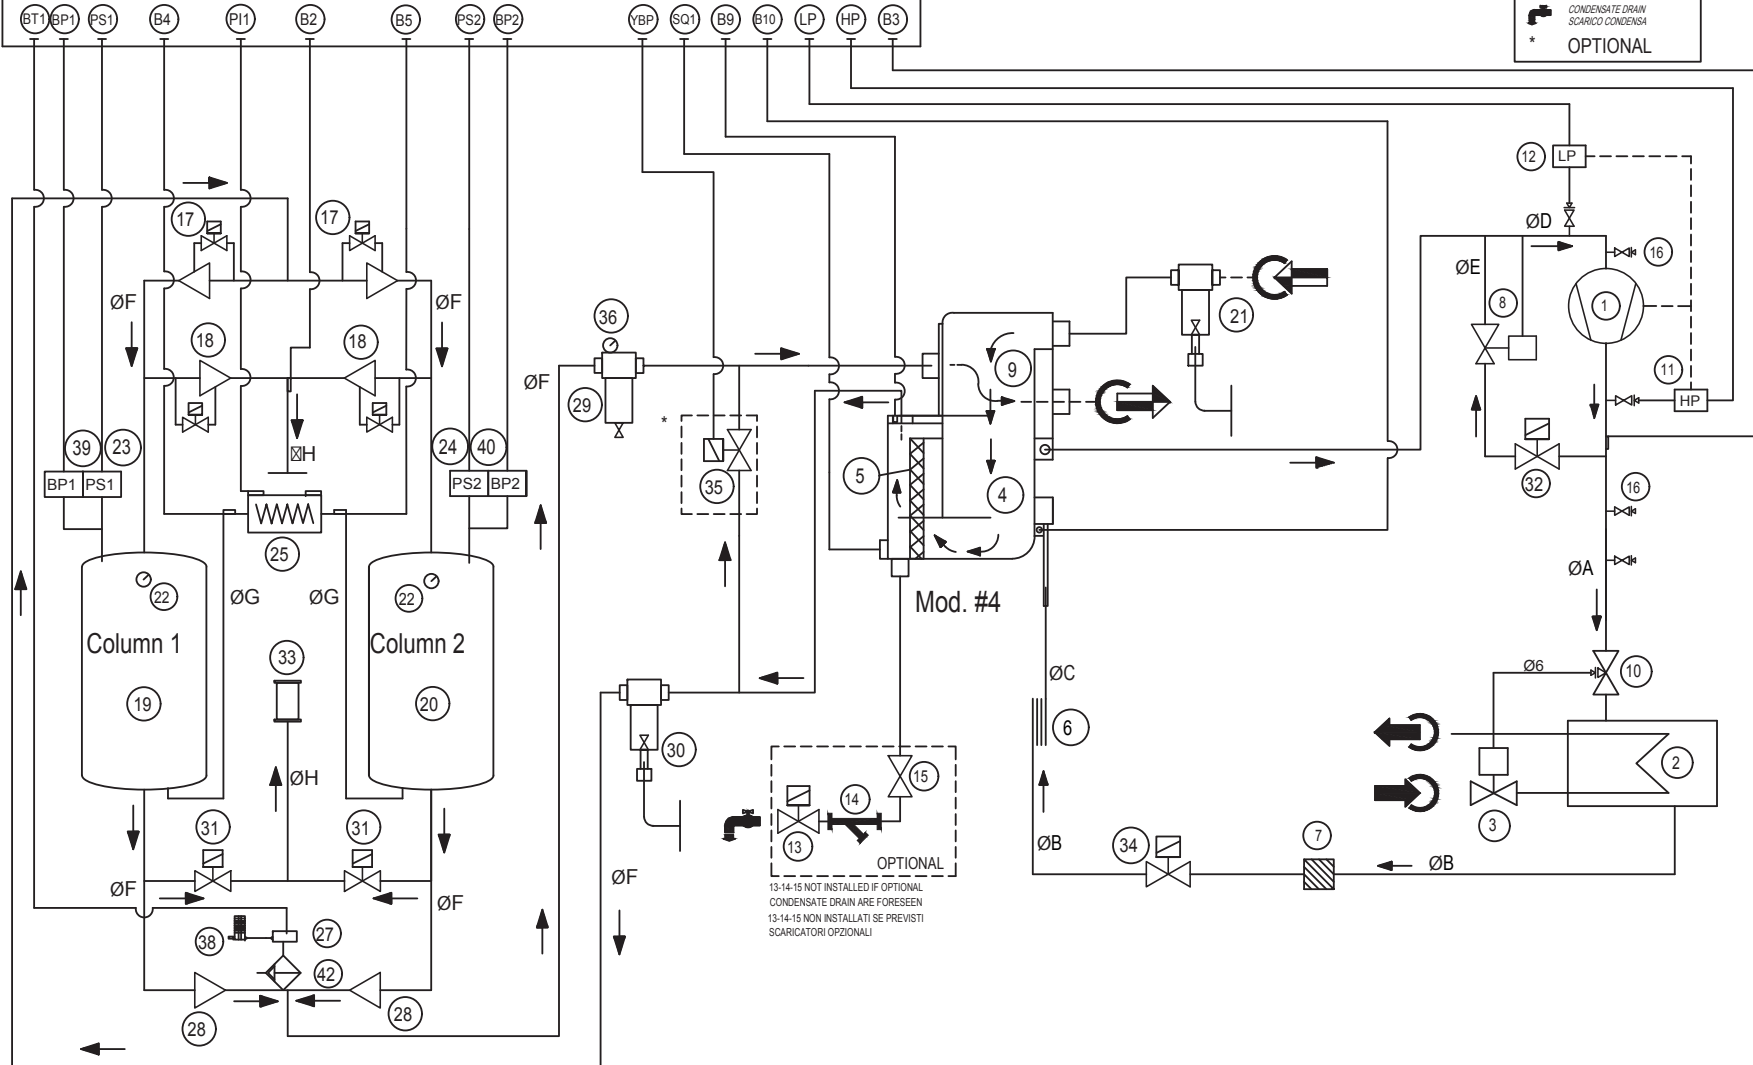 BT1 BP1 PS1 B4 PI1 B2 B5 PS2 BP2 YBP SQ1 B9 B10 LP HP B3
CONDENSATE DRAIN
SCARICO CONDENSA
* OPTIONAL
12 LP
17 17
ØD
16
ØE
21
ØF ØF
8
1
36
18 18
9
11
ØF
HP
29
*
39 23 24 40
ØH
BP1 PS1 PS2 BP2
5
35
4
32
16
25
ØA
22 ØG ØG 22
Mod. #4
Column 1 Column 2
33
Ø6
10
ØC
19 20
6
30
2
ØH
15
14
3
31 31
13
7
34
ØB
OPTIONAL
ØB
ØF
ØF ØF
13-14-15 NOT INSTALLED IF OPTIONAL
CONDENSATE DRAIN ARE FORESEEN
13-14-15 NON INSTALLATI SE PREVISTI
SCARICATORI OPZIONALI
38 27
42
28 28